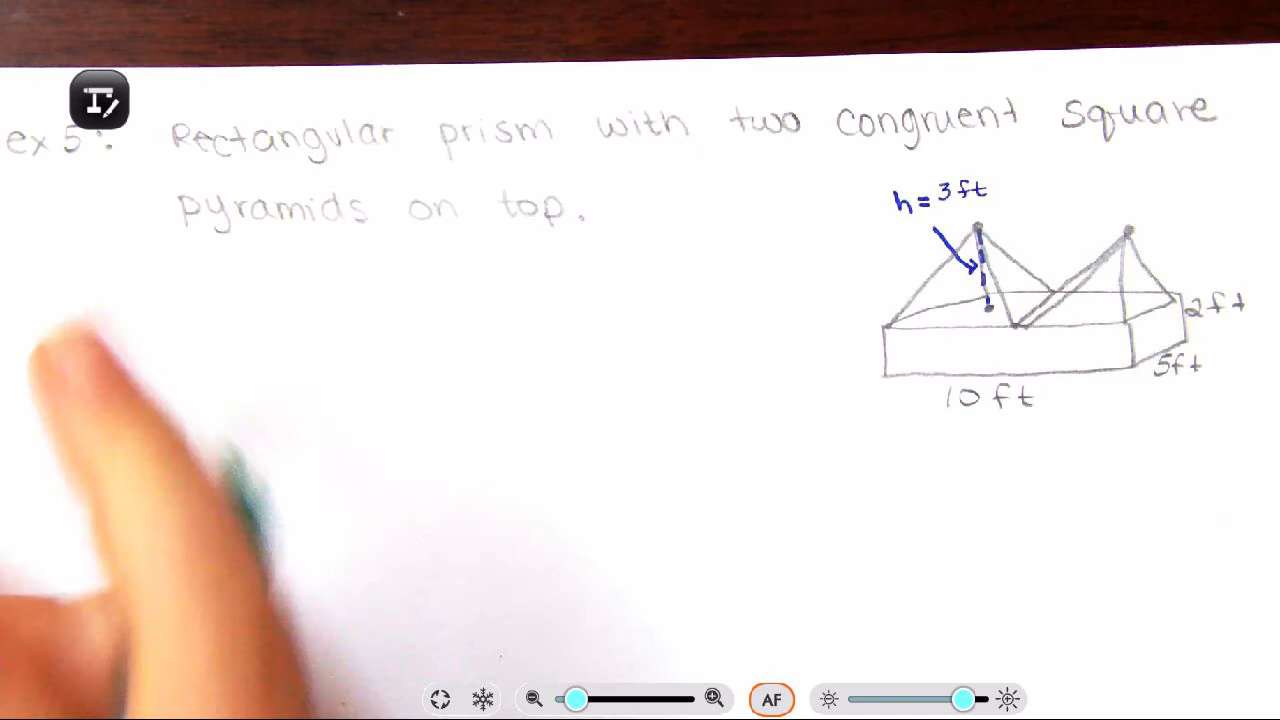 ex 5: Rectangular prism with two congruent square
pyramids on top.
h = 3 ft
2 ft
5 ft
10 ft
AF